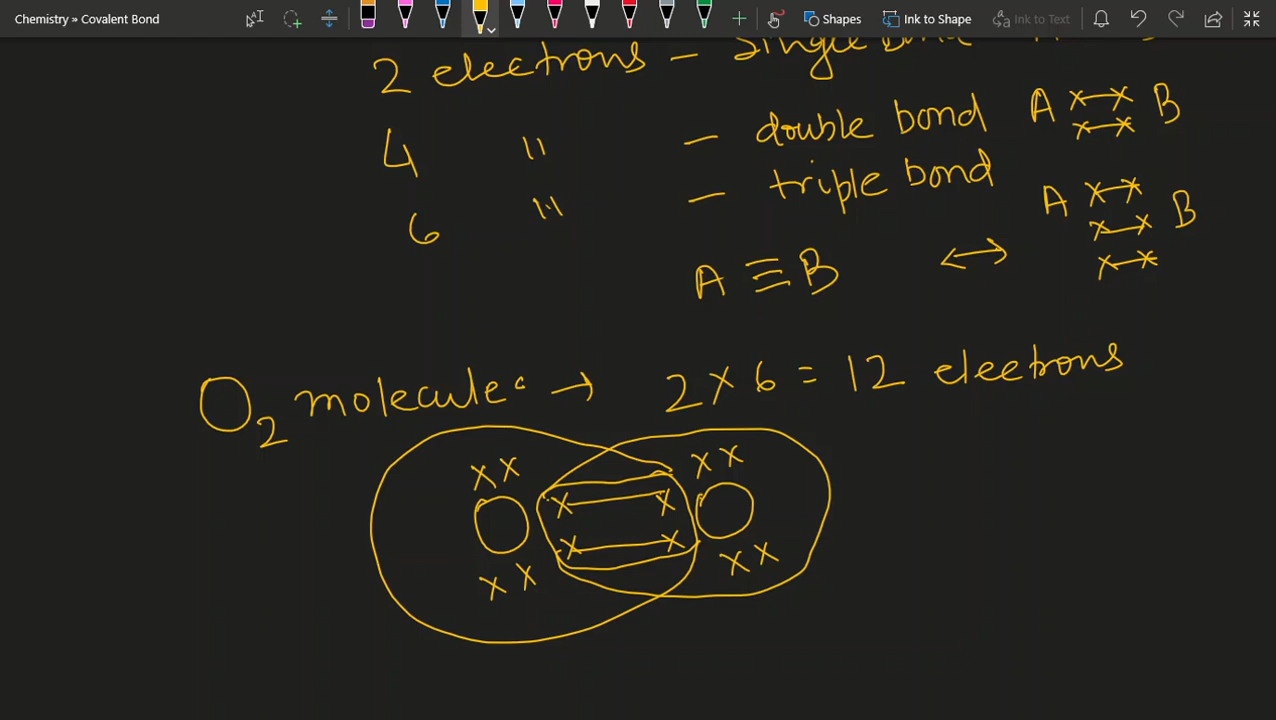 Chemistry » Covalent Bond
Shapes
Ink to Shape
Ink to Text
2 electrons - Single bond
4 " - double bond A x-x x-x B
6 " - triple bond A x-x x-x x-x B
A ≡ B ↔
O2 molecules → 2 × 6 = 12 electrons
x x x x
O x-x O
x-x
x x x x